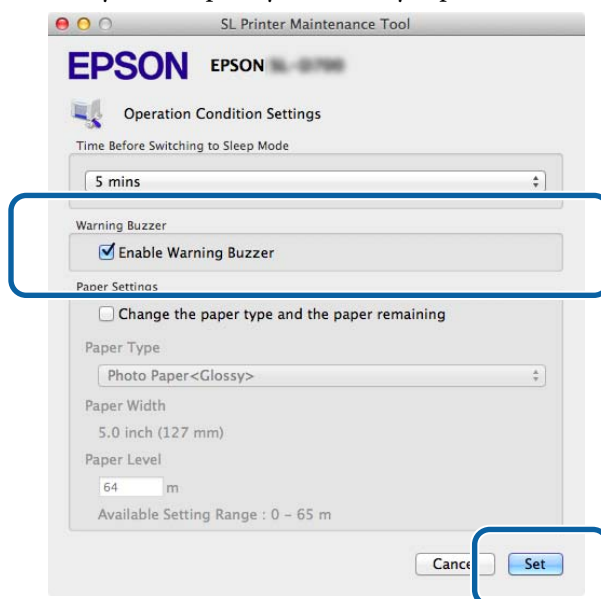 SL Printer Maintenance Tool
EPSON EPSON
Operation Condition Settings
Time Before Switching to Sleep Mode
5 mins
Warning Buzzer
Enable Warning Buzzer
Paper Settings
Change the paper type and the paper remaining
Paper Type
Photo Paper<Glossy>
Paper Width
5.0 inch (127 mm)
Paper Level
64 m
Available Setting Range : 0 – 65 m
Cancel Set